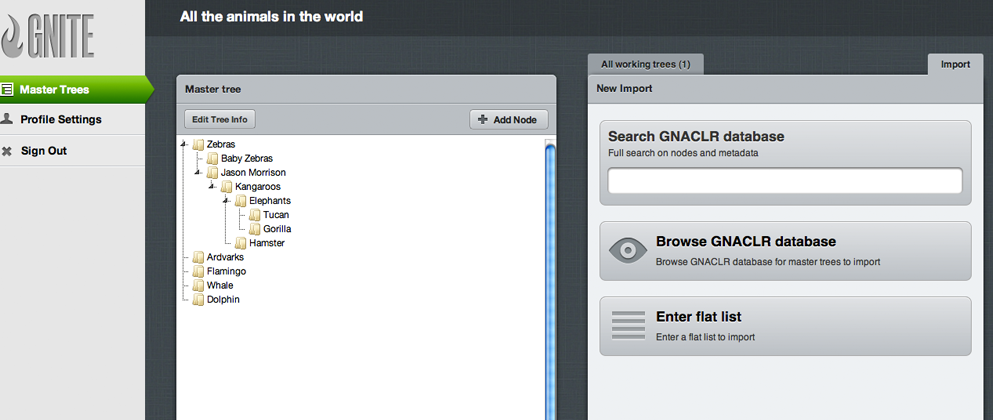 GNITE
All the animals in the world
Master Trees
Profile Settings
Sign Out
Master tree
Edit Tree Info
Add Node
Zebras
Baby Zebras
Jason Morrison
Kangaroos
Elephants
Tucan
Gorilla
Hamster
Ardvarks
Flamingo
Whale
Dolphin
All working trees (1)
Import
New Import
Search GNACLR database
Full search on nodes and metadata
Browse GNACLR database
Browse GNACLR database for master trees to import
Enter flat list
Enter a flat list to import